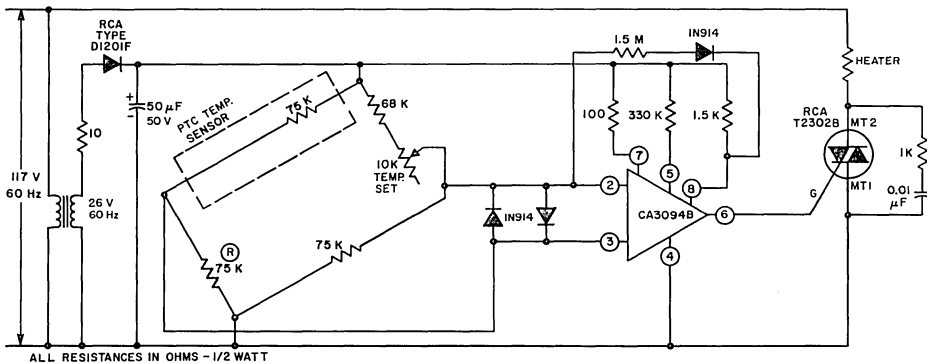 RCA
TYPE
D1201F
117 V
60 Hz
10
26 V
60 Hz
+
-
50 µF
50 V
PTC TEMP.
SENSOR
75 K
68 K
10K
TEMP.
SET
R
75 K
75 K
1N914
1.5 M
1N914
100
330 K
1.5 K
7
5
8
2
3
CA3094B
6
4
HEATER
RCA
T2302B
MT2
MT1
G
1K
0.01
µF
ALL RESISTANCES IN OHMS - 1/2 WATT